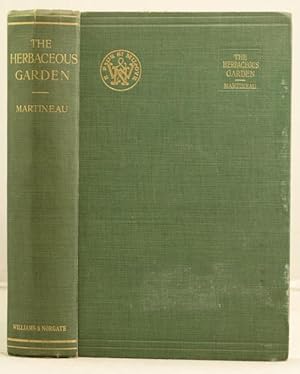 THE
HERBACEOUS
GARDEN
MARTINEAU
WILLIAMS & NORGATE
THE
HERBACEOUS
GARDEN
MARTINEAU